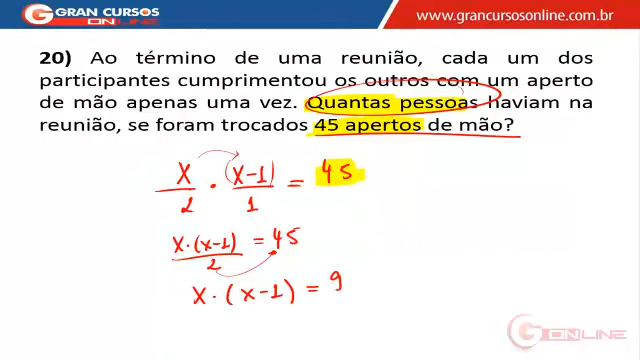 GRAN CURSOS
ONLINE
www.grancursosonline.com.br
20) Ao término de uma reunião, cada um dos
participantes cumprimentou os outros com um aperto
de mão apenas uma vez. Quantas pessoas haviam na
reunião, se foram trocados 45 apertos de mão?
x/2 · (x-1)/1 = 45
x·(x-1)/2 = 45
x·(x-1) = 9
G ONLINE